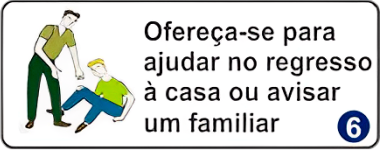 Ofereça-se para
ajudar no regresso
à casa ou avisar
um familiar
6